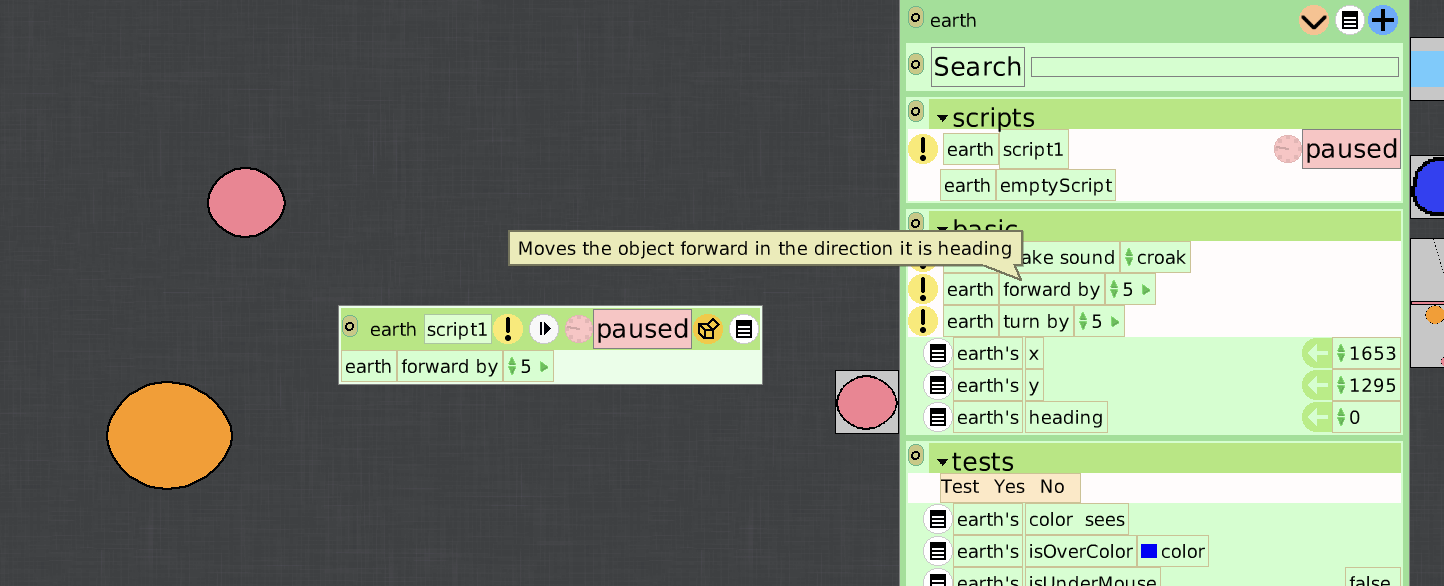 earth
Search
scripts
! earth script1 paused
earth emptyScript
basic
Moves the object forward in the direction it is heading
ake sound croak
! earth forward by 5
! earth turn by 5
earth's x 1653
earth's y 1295
earth's heading 0
earth script1 ! paused
earth forward by 5
tests
Test Yes No
earth's color sees
earth's isOverColor color
earth's isUnderMouse false